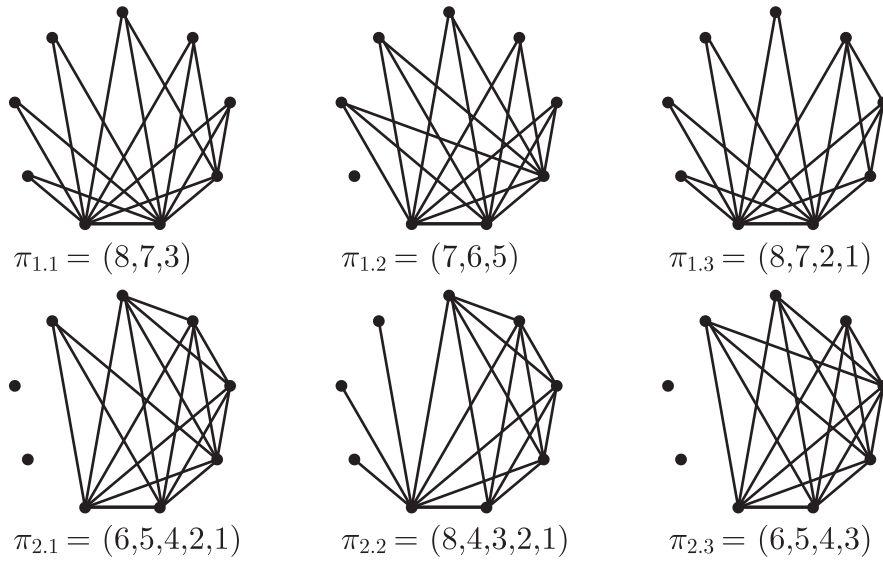 π1.1 = (8,7,3) π1.2 = (7,6,5) π1.3 = (8,7,2,1)
π2.1 = (6,5,4,2,1) π2.2 = (8,4,3,2,1) π2.3 = (6,5,4,3)